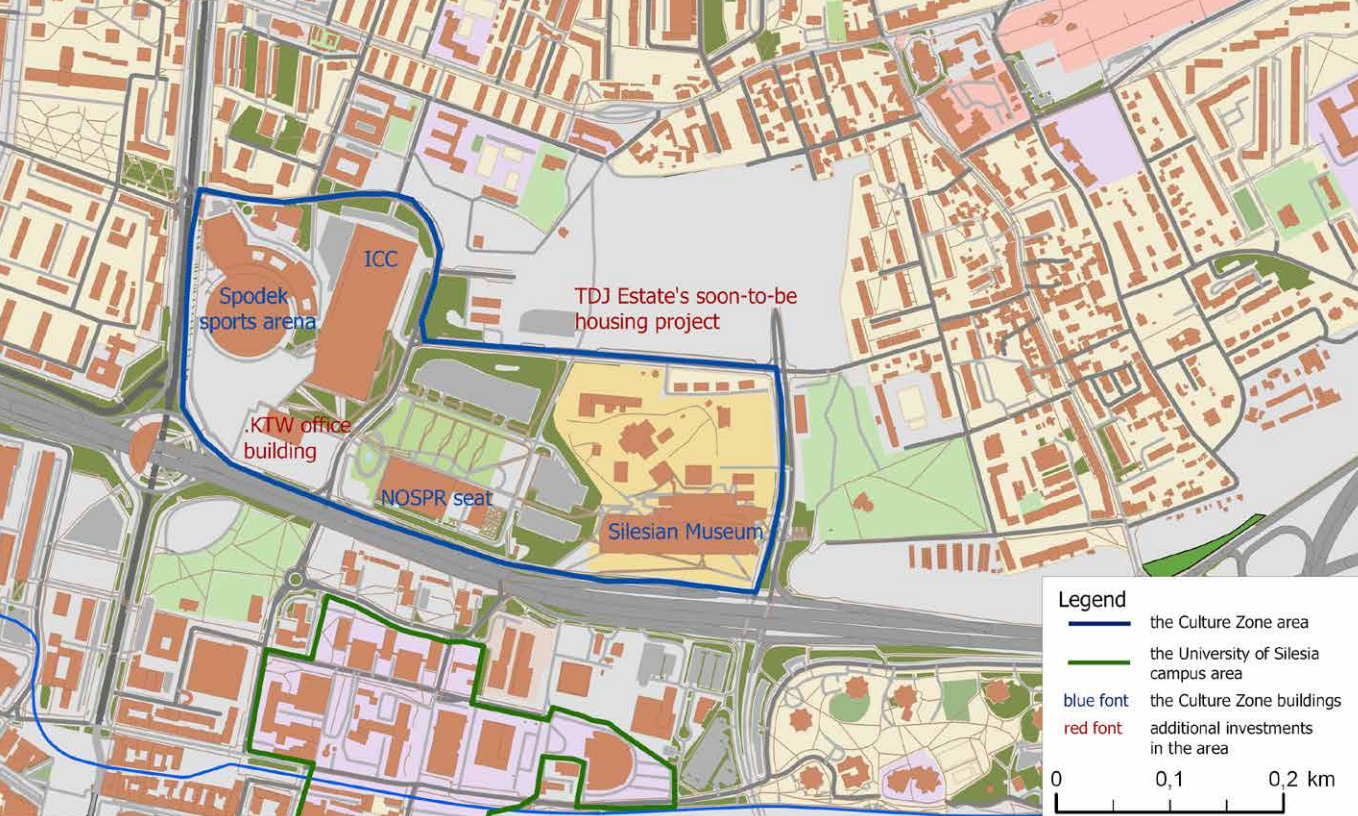 ICC
Spodek
sports arena
TDJ Estate's soon-to-be
housing project
.KTW office
building
NOSPR seat
Silesian Museum
Legend
the Culture Zone area
the University of Silesia
campus area
blue font the Culture Zone buildings
red font additional investments
in the area
0 0,1 0,2 km